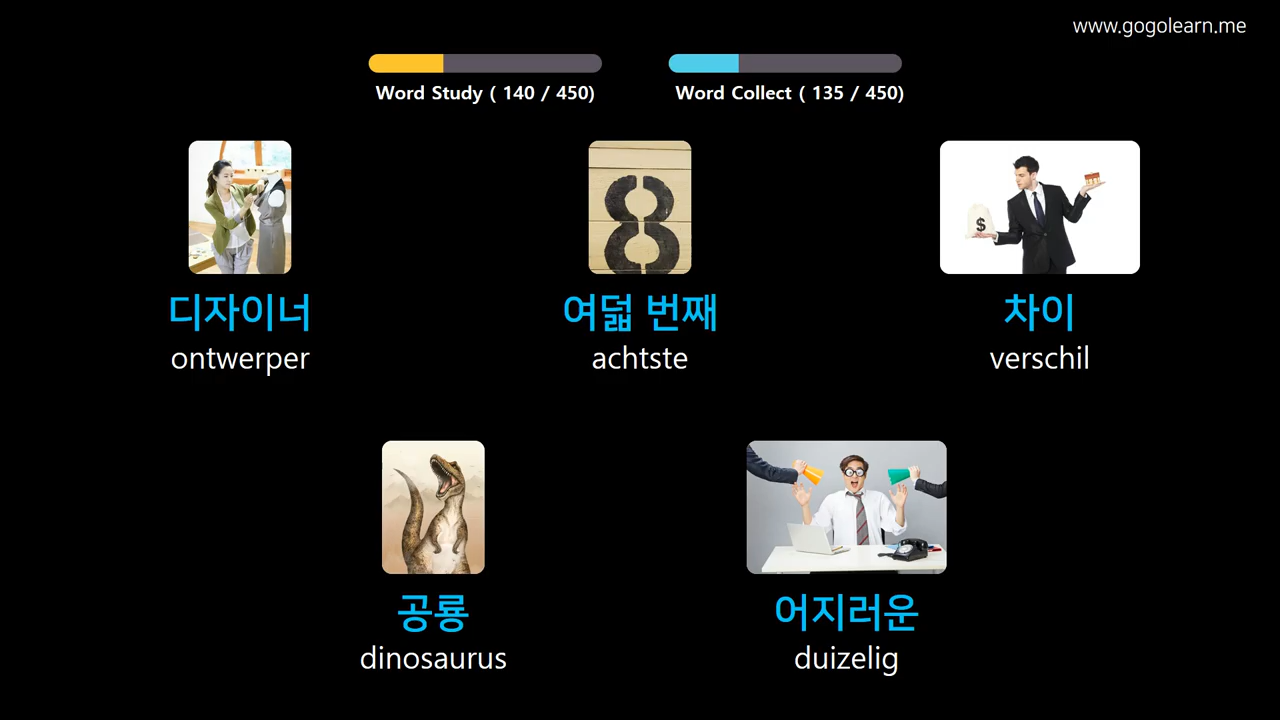 www.gogolearn.me
Word Study ( 140 / 450)
Word Collect ( 135 / 450)
8
$
디자이너
ontwerper
여덟 번째
achtste
차이
verschil
공룡
dinosaurus
어지러운
duizelig